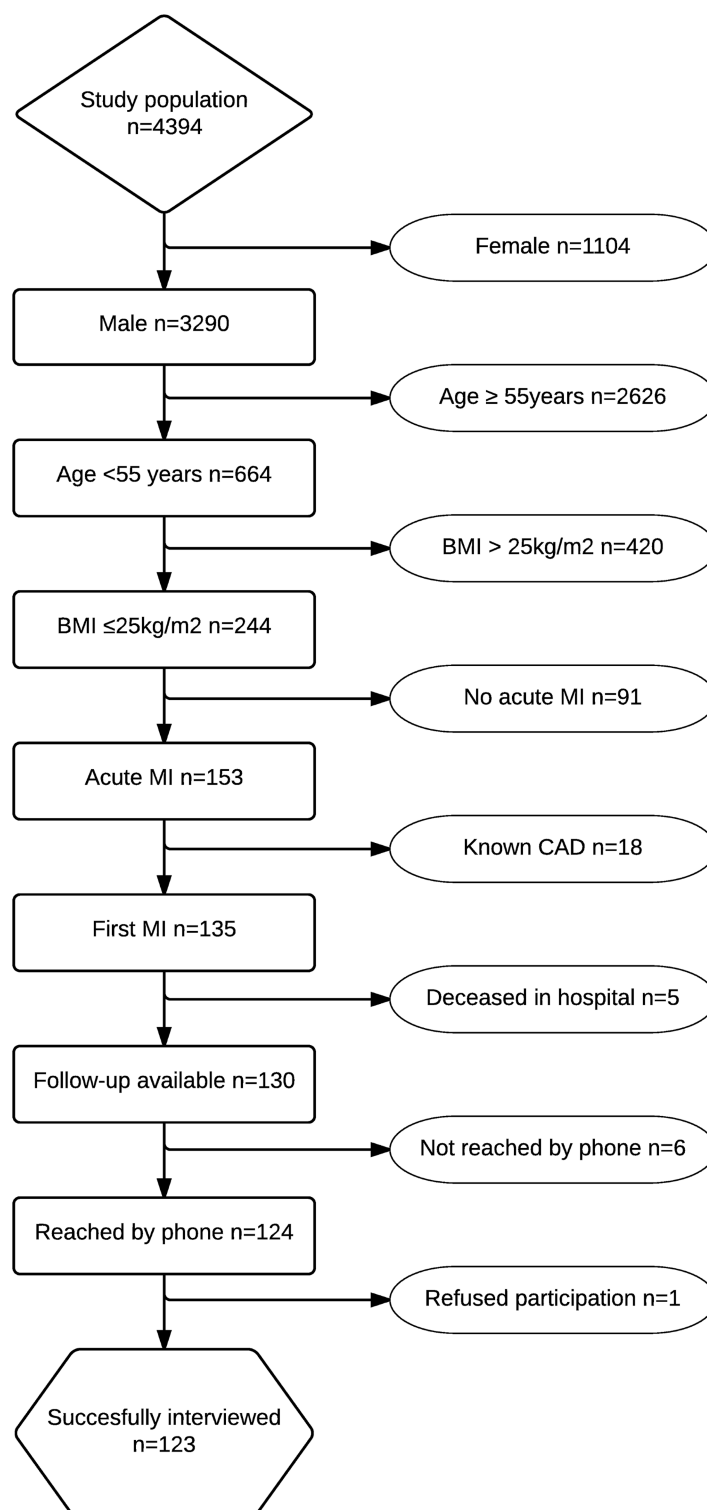 Study population
n=4394
Female n=1104
Male n=3290
Age ≥ 55years n=2626
Age <55 years n=664
BMI > 25kg/m2 n=420
BMI ≤25kg/m2 n=244
No acute MI n=91
Acute MI n=153
Known CAD n=18
First MI n=135
Deceased in hospital n=5
Follow-up available n=130
Not reached by phone n=6
Reached by phone n=124
Refused participation n=1
Succesfully interviewed
n=123